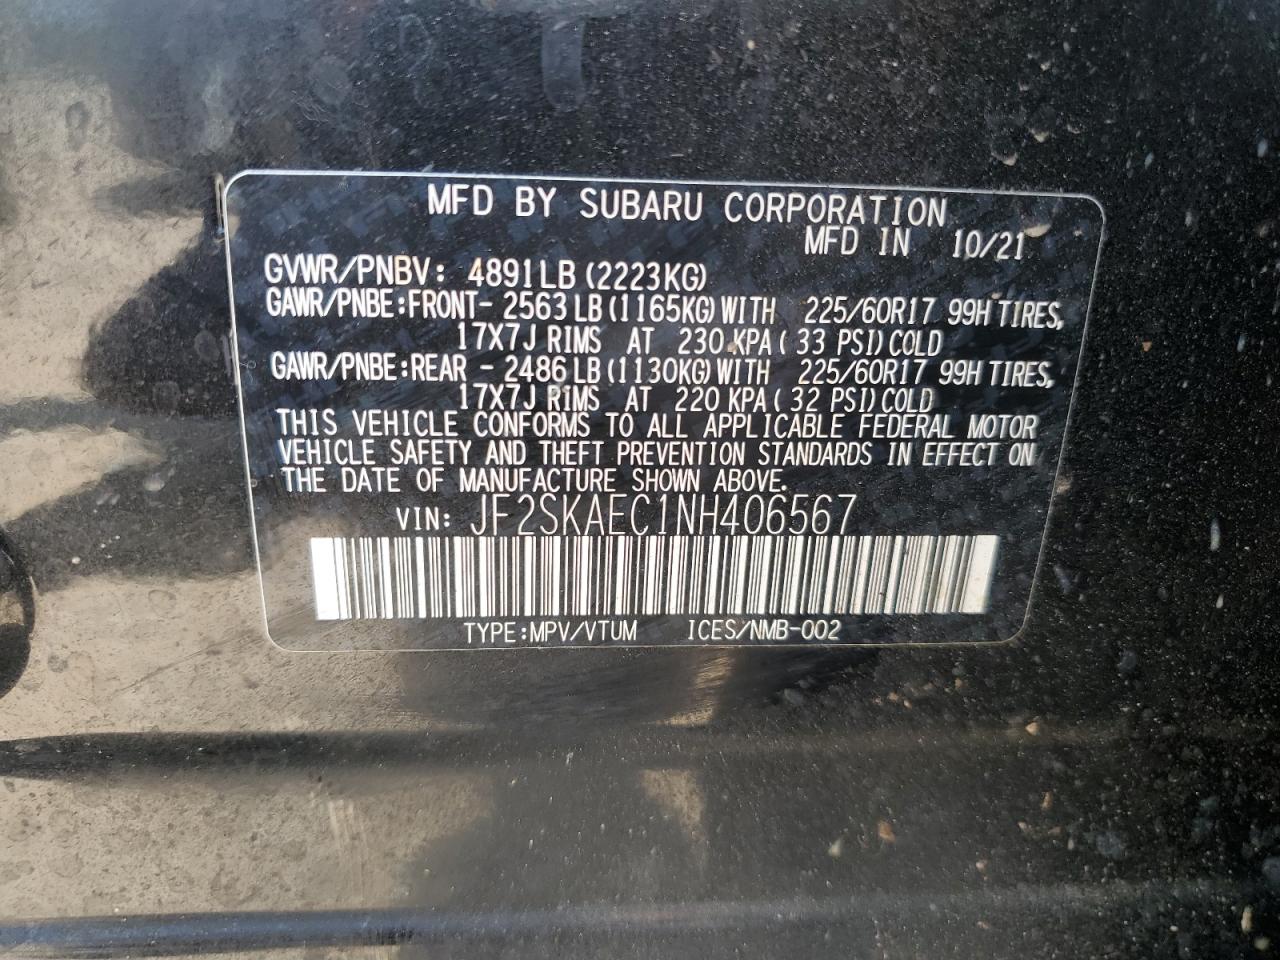 MFD BY SUBARU CORPORATION
MFD IN 10/21
GVWR/PNBV: 4891LB (2223KG)
GAWR/PNBE:FRONT- 2563 LB (1165KG) WITH 225/60R17 99H TIRES,
17X7J RIMS AT 230 KPA ( 33 PSI) COLD
GAWR/PNBE:REAR - 2486 LB (1130KG) WITH 225/60R17 99H TIRES,
17X7J RIMS AT 220 KPA ( 32 PSI) COLD
THIS VEHICLE CONFORMS TO ALL APPLICABLE FEDERAL MOTOR
VEHICLE SAFETY AND THEFT PREVENTION STANDARDS IN EFFECT ON
THE DATE OF MANUFACTURE SHOWN ABOVE.
VIN: JF2SKAEC1NH406567
TYPE:MPV/VTUM ICES/NMB-002